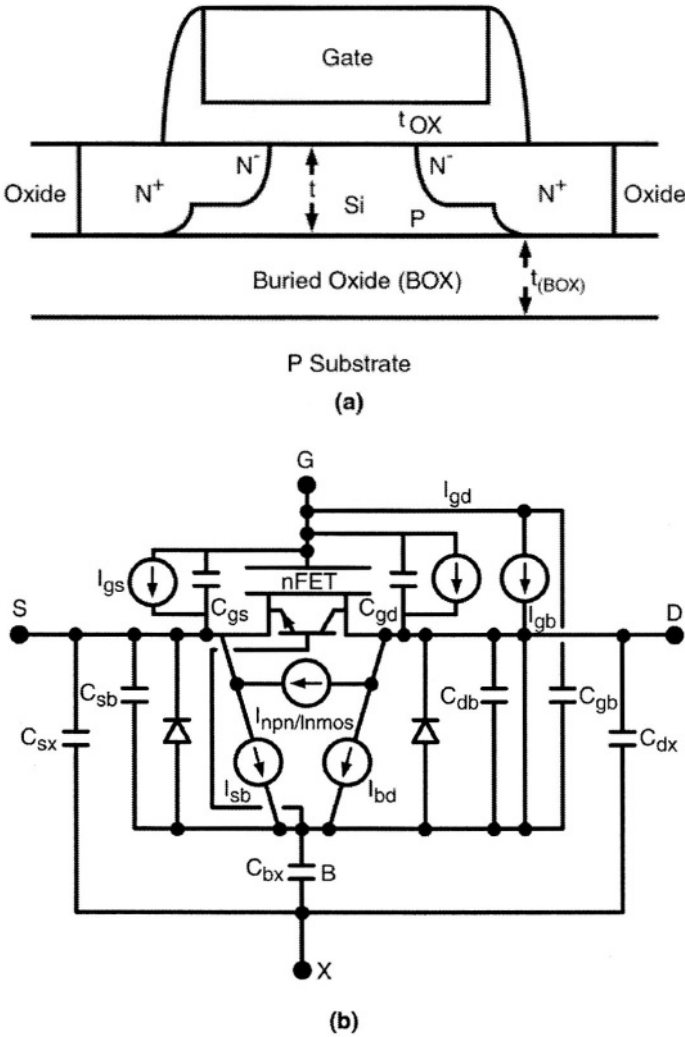 Gate
tOX
N⁻ t N⁻
Oxide N⁺ Si P N⁺ Oxide
Buried Oxide (BOX) t(BOX)
P Substrate
(a)
G
Igd
Igs nFET
Cgs Cgd
S Igb D
Csb Inpn/Inmos Cdb Cgb
Csx Isb Ibd Cdx
Cbx B
X
(b)